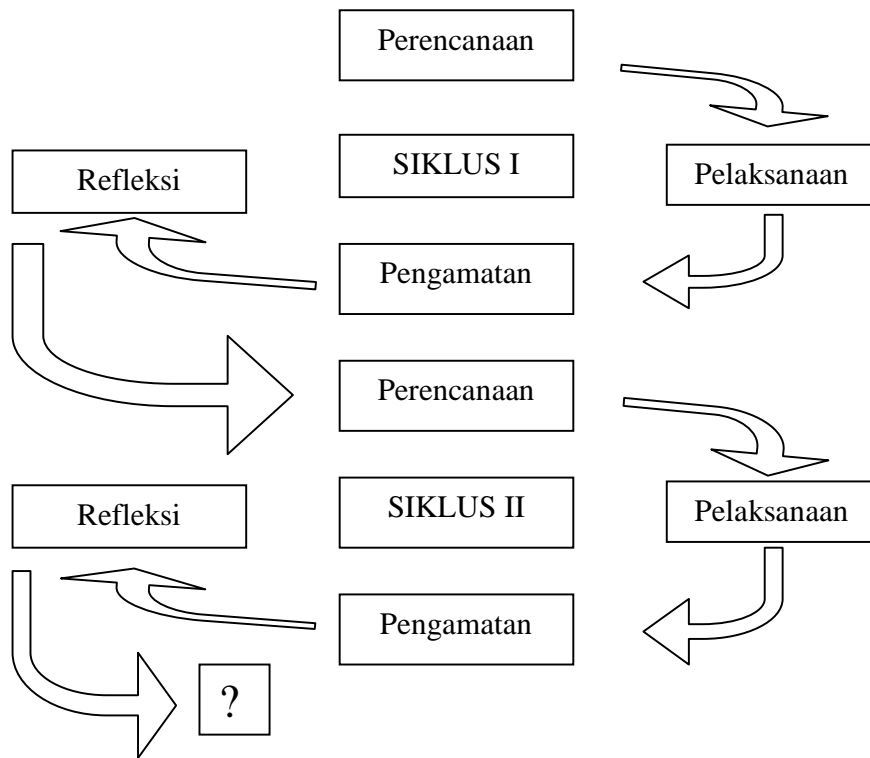 Perencanaan
Refleksi
SIKLUS I
Pelaksanaan
Pengamatan
Perencanaan
Refleksi
SIKLUS II
Pelaksanaan
Pengamatan
?